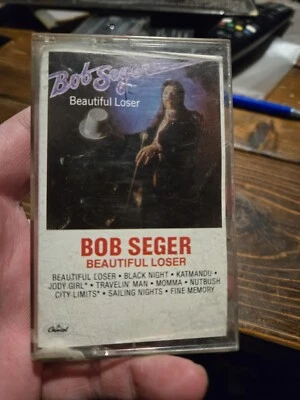 Bob Seger
Beautiful Loser
BOB SEGER
BEAUTIFUL LOSER
BEAUTIFUL LOSER • BLACK NIGHT • KATMANDU •
JODY GIRL* • TRAVELIN' MAN • MOMMA • NUTBUSH
CITY LIMITS* • SAILING NIGHTS • FINE MEMORY
Capitol